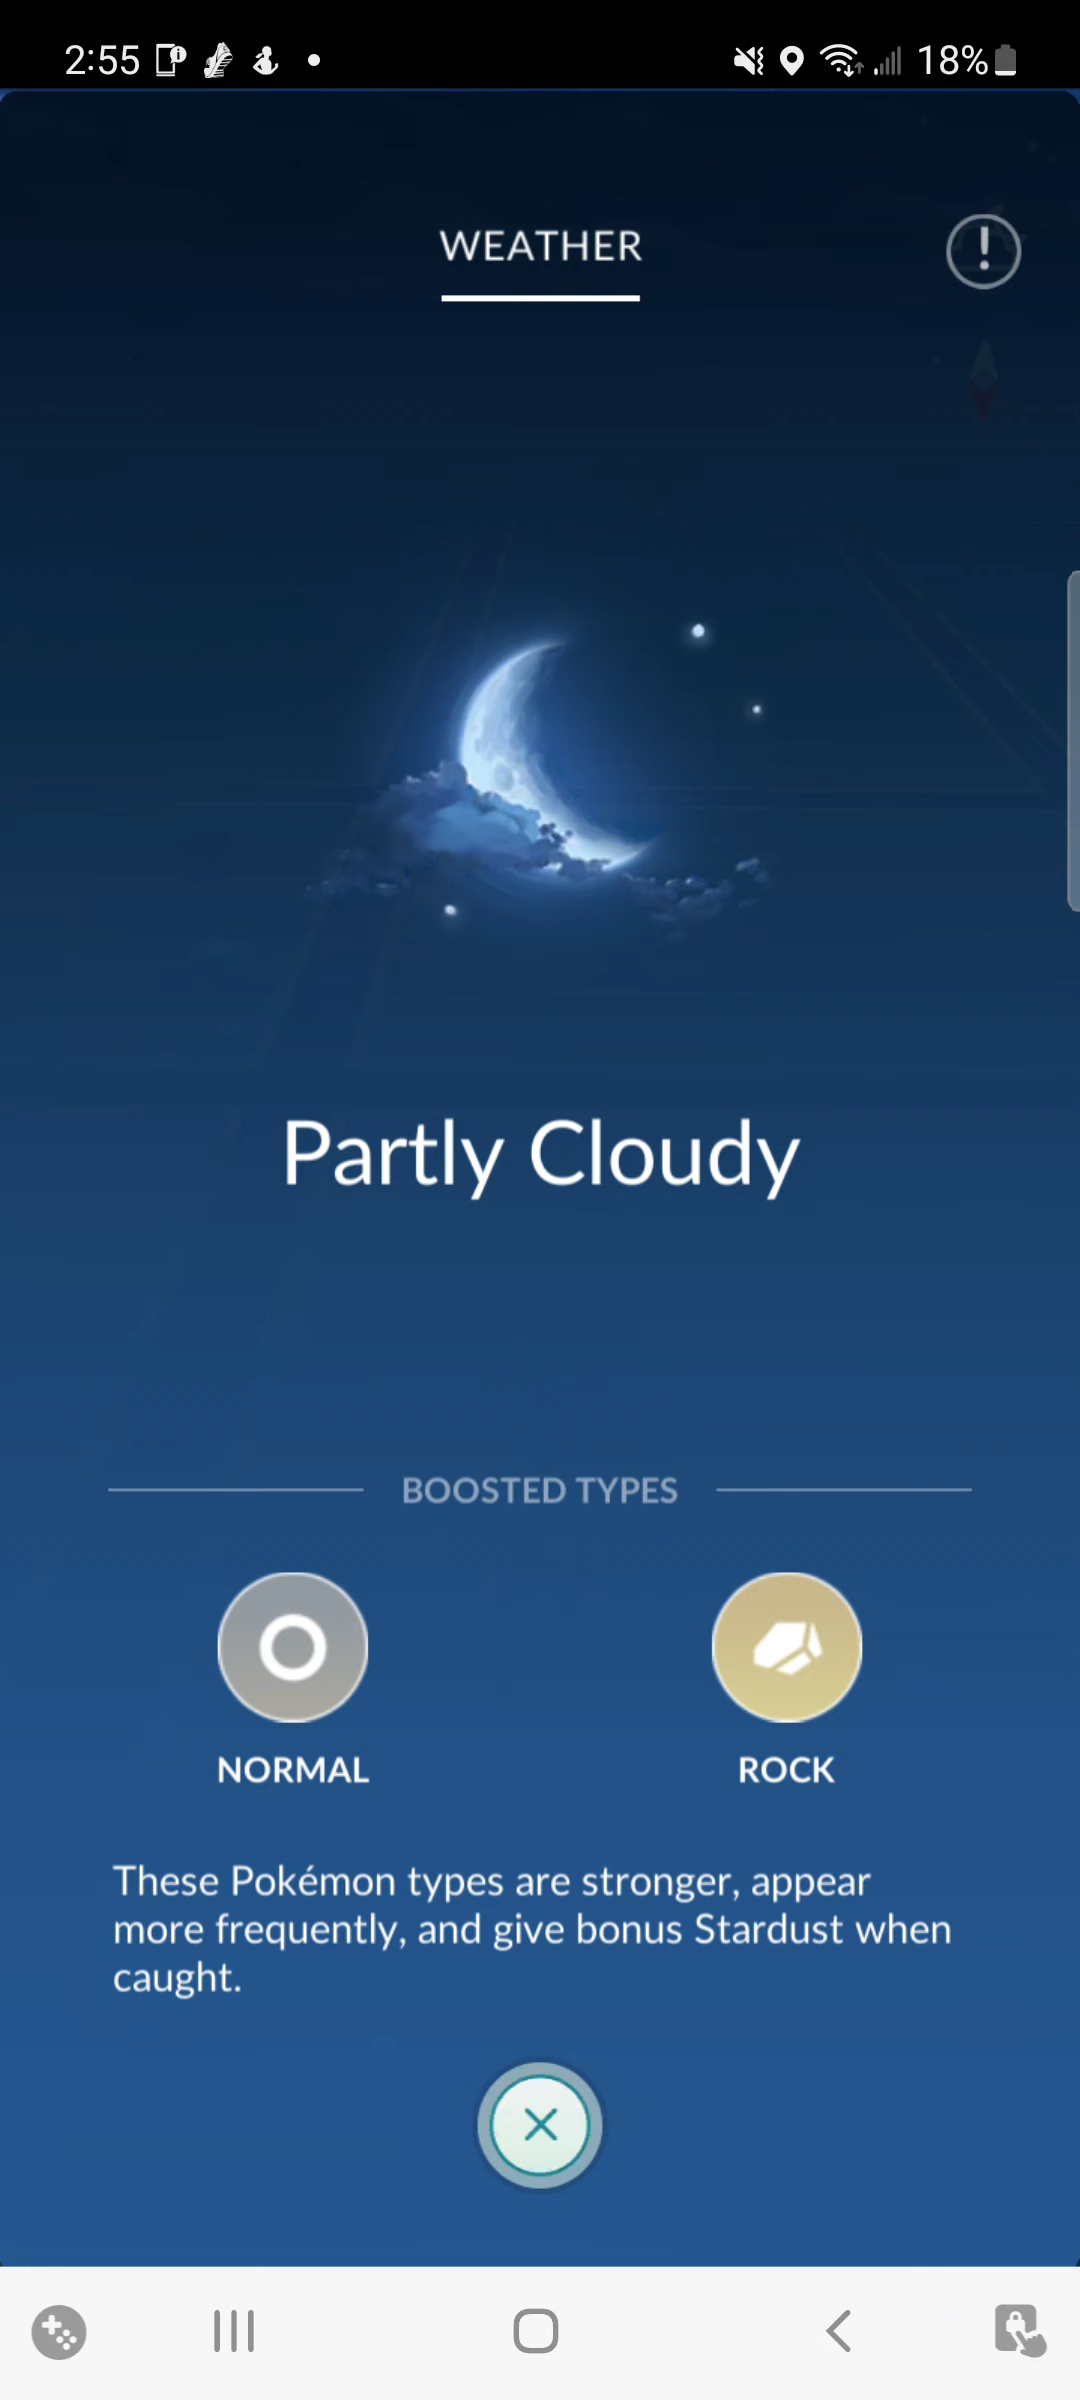 2:55
18%
WEATHER
Partly Cloudy
BOOSTED TYPES
NORMAL
ROCK
These Pokémon types are stronger, appear
more frequently, and give bonus Stardust when
caught.